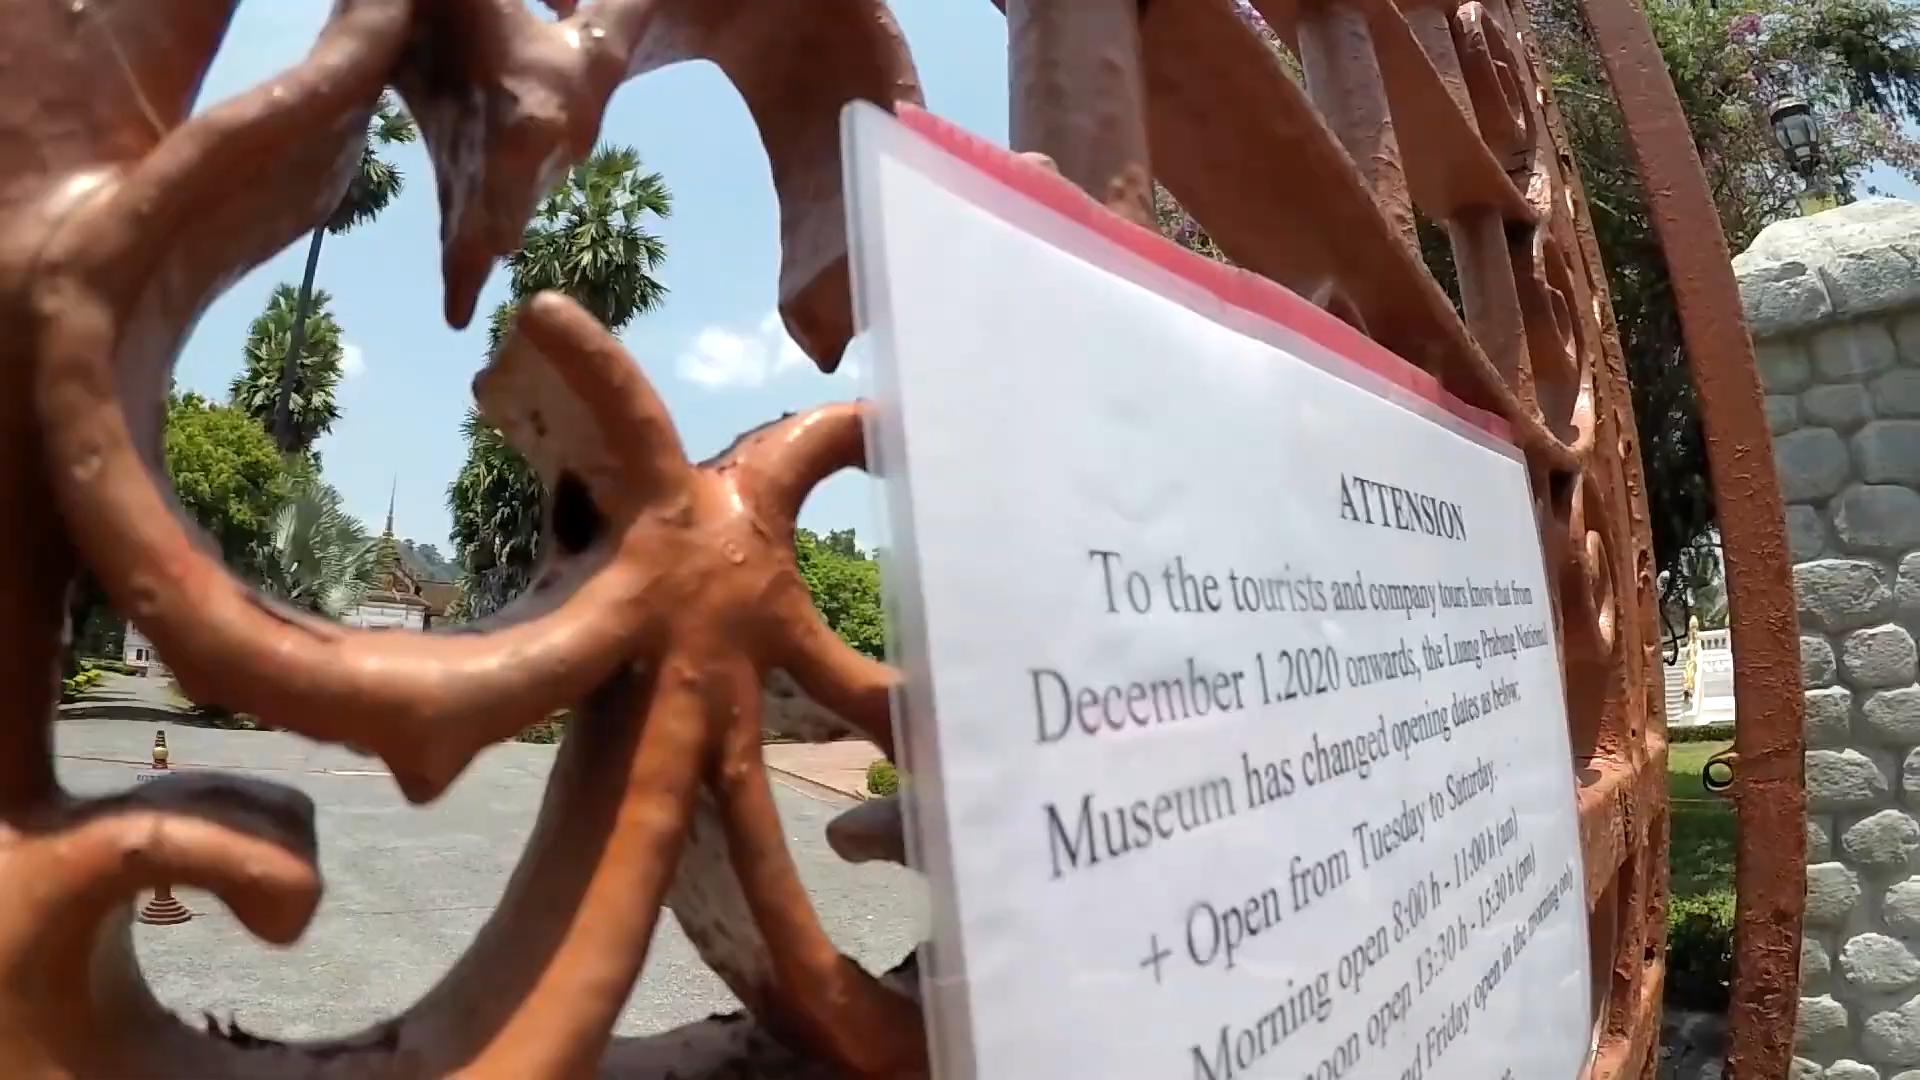 ATTENSION
To the tourists and company tours know that from
December 1.2020 onwards, the Luang Prabang National
Museum has changed opening dates as below:
+ Open from Tuesday to Saturday.
Morning open 8:00 h - 11:00 h (am)
noon open 13:30 h - 15:30 h (pm)
and Friday open in the morning only